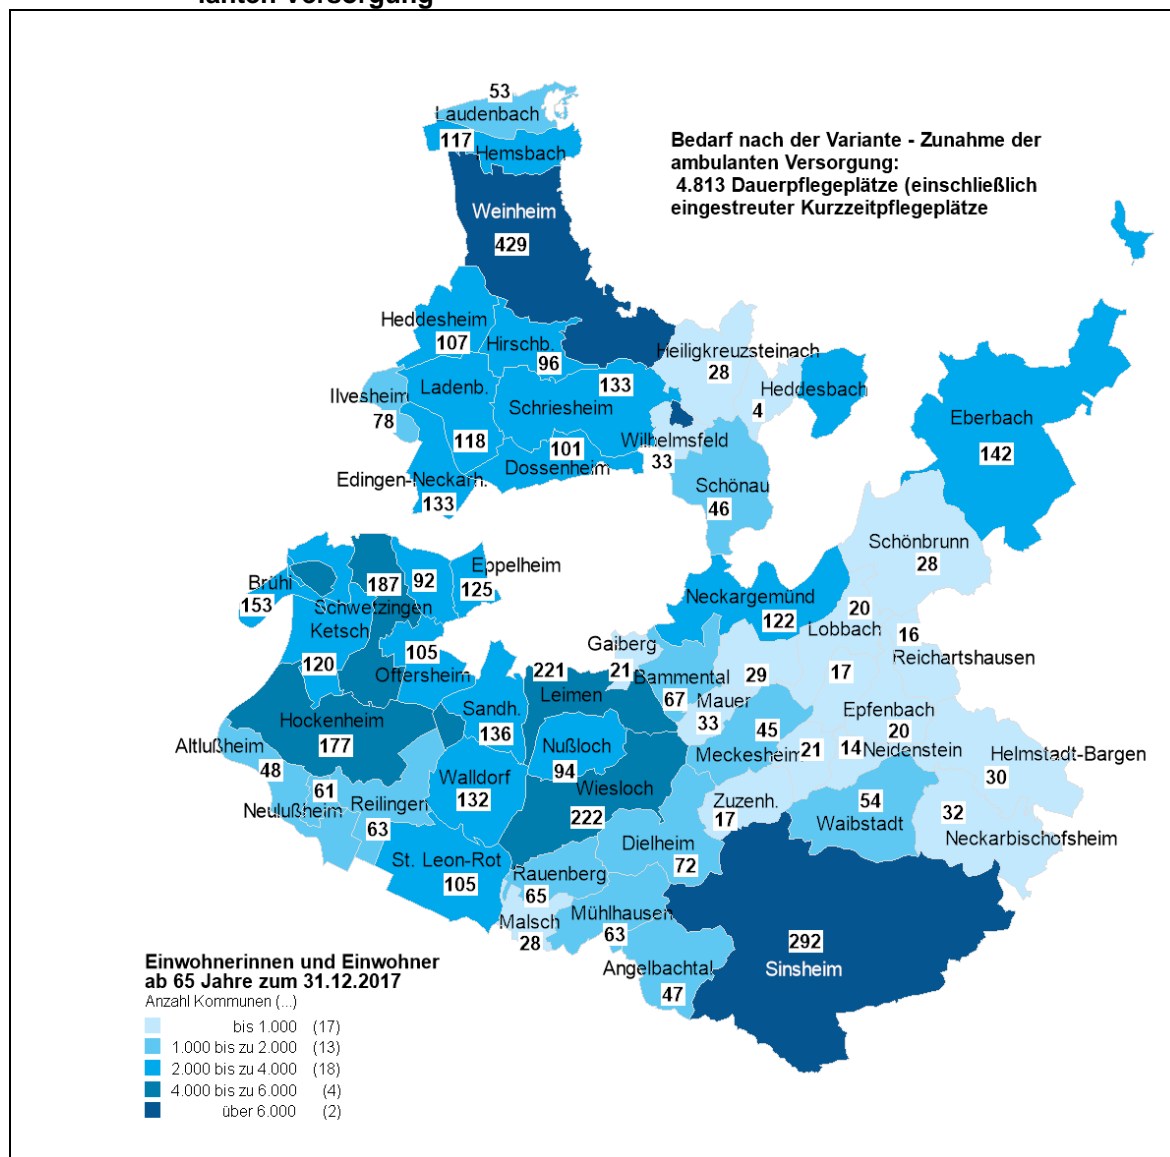 lanten Versorgung
53
Laudenbach
117
Hemsbach
Bedarf nach der Variante - Zunahme der
ambulanten Versorgung:
4.813 Dauerpflegeplätze (einschließlich
eingestreuter Kurzzeitpflegeplätze
Weinheim
429
Heddesheim
107
Hirschb.
96
Heiligkreuzsteinach
28
Ilvesheim
78
Ladenb.
118
133
Schriesheim
Heddesbach
4
Eberbach
142
Wilhelmsfeld
33
101
Dossenheim
Edingen-Neckarh.
133
Schönau
46
Schönbrunn
28
Brühl
153
187
Schwetzingen
92
Eppelheim
125
Ketsch
120
105
Oftersheim
Neckargemünd
122
20
Lobbach
16
Reichartshausen
Gaiberg
21
Bammental
67
29
17
221
Leimen
Mauer
33
Epfenbach
20
Hockenheim
177
Sandh.
136
Nußloch
94
45
Meckesheim
21
14
Neidenstein
Helmstadt-Bargen
30
Altlußheim
48
61
Neulußheim
Reilingen
63
Walldorf
132
Wiesloch
222
Zuzenh.
17
54
Waibstadt
32
Neckarbischofsheim
St. Leon-Rot
105
Dielheim
72
Rauenberg
65
Malsch
28
Mühlhausen
63
Angelbachtal
47
292
Sinsheim
Einwohnerinnen und Einwohner
ab 65 Jahre zum 31.12.2017
Anzahl Kommunen (...)
bis 1.000 (17)
1.000 bis zu 2.000 (13)
2.000 bis zu 4.000 (18)
4.000 bis zu 6.000 (4)
über 6.000 (2)